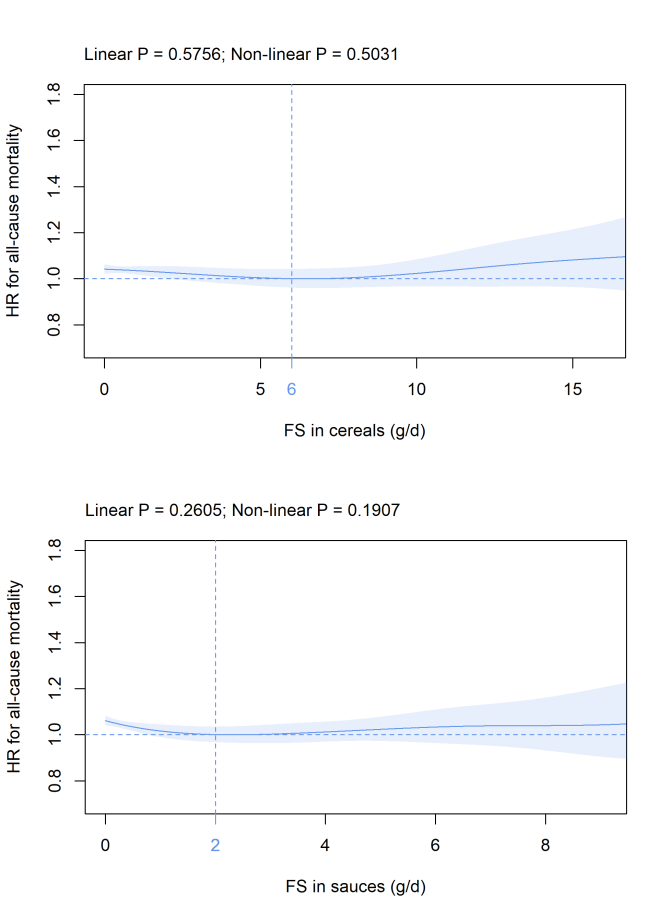 Linear P = 0.5756; Non-linear P = 0.5031
HR for all-cause mortality
1.8
1.6
1.4
1.2
1.0
0.8
0 5 6 10 15
FS in cereals (g/d)
Linear P = 0.2605; Non-linear P = 0.1907
HR for all-cause mortality
1.8
1.6
1.4
1.2
1.0
0.8
0 2 4 6 8
FS in sauces (g/d)